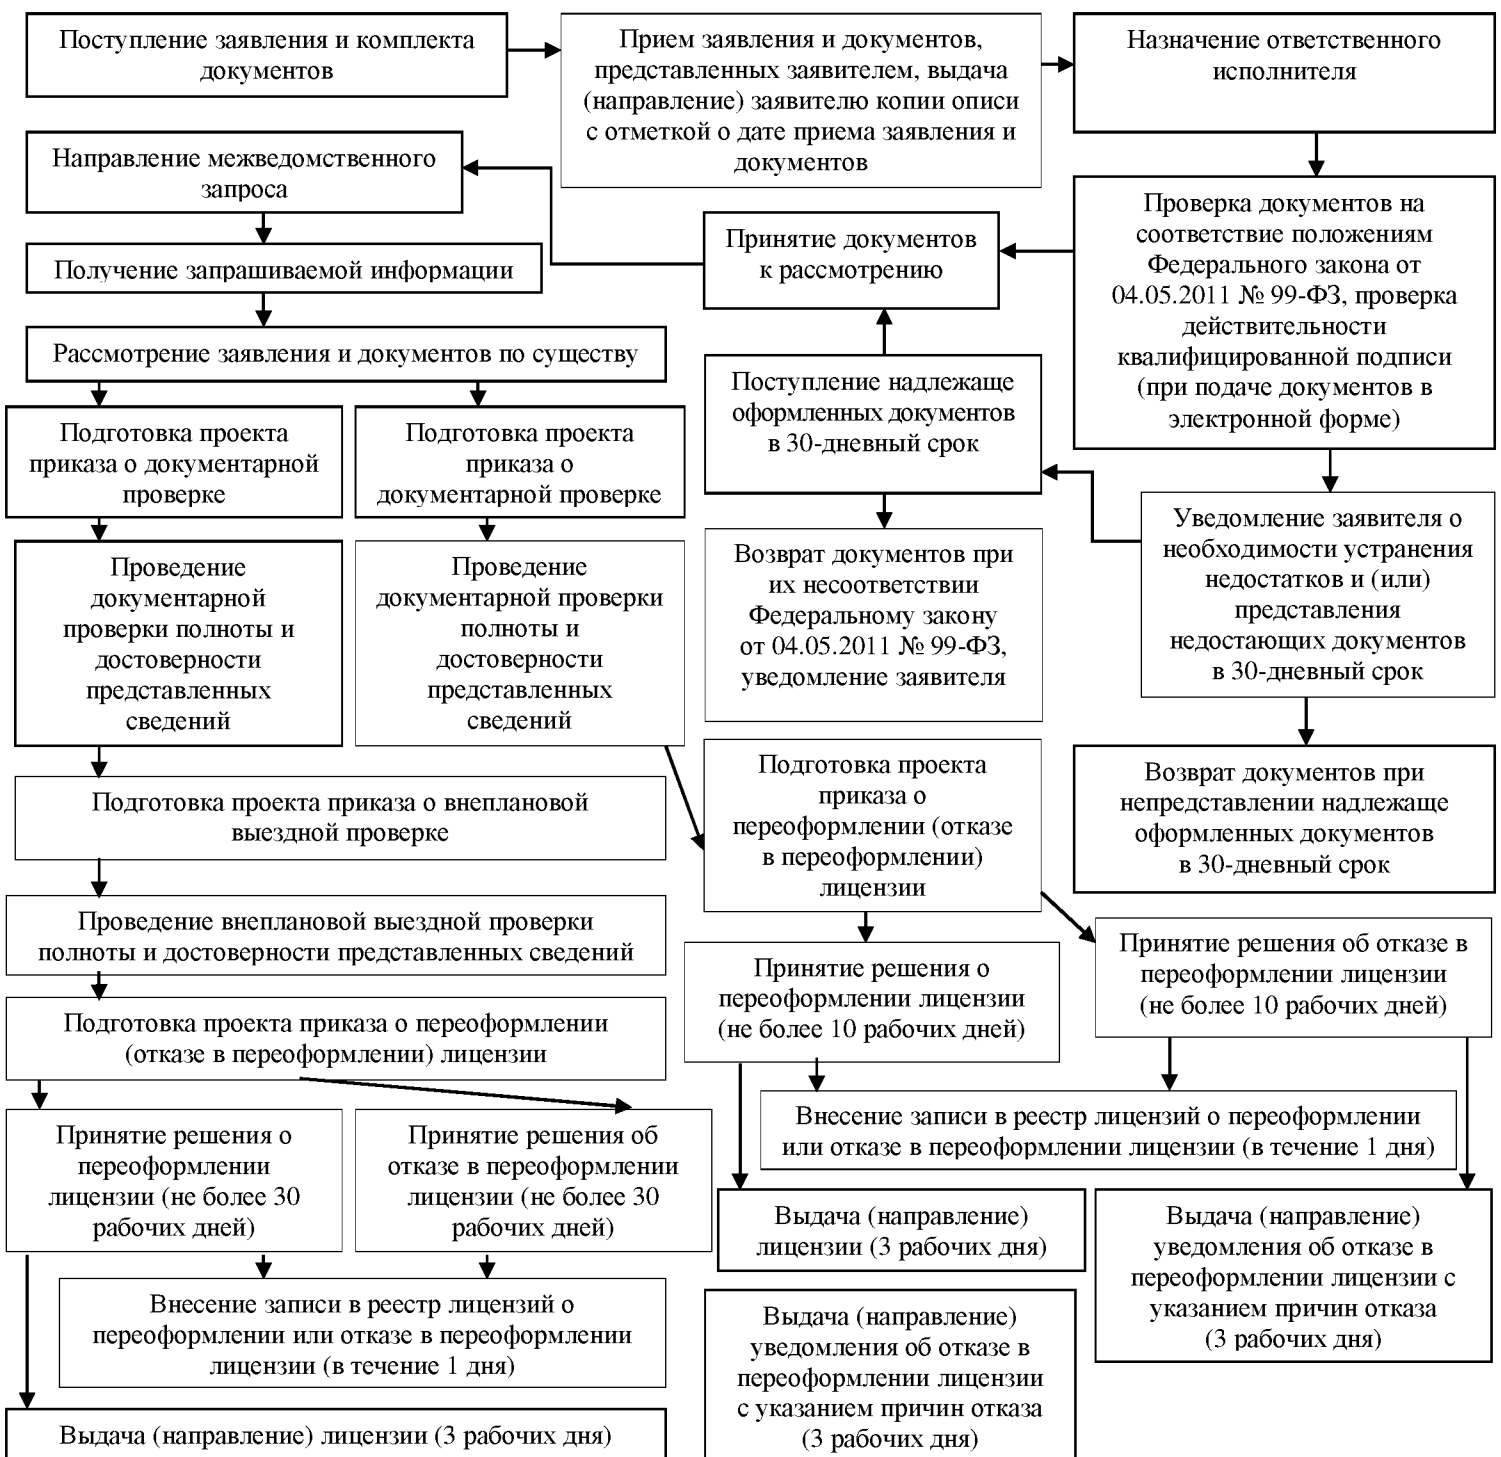 Поступление заявления и комплекта
документов
Прием заявления и документов,
представленных заявителем, выдача
(направление) заявителю копии описи
с отметкой о дате приема заявления и
документов
Назначение ответственного
исполнителя
Направление межведомственного
запроса
Принятие документов
к рассмотрению
Проверка документов на
соответствие положениям
Федерального закона от
04.05.2011 № 99-ФЗ, проверка
действительности
квалифицированной подписи
(при подаче документов в
электронной форме)
Получение запрашиваемой информации
Рассмотрение заявления и документов по существу
Поступление надлежаще
оформленных документов
в 30-дневный срок
Подготовка проекта
приказа о документарной
проверке
Подготовка проекта
приказа о
документарной проверке
Уведомление заявителя о
необходимости устранения
недостатков и (или)
представления
недостающих документов
в 30-дневный срок
Проведение
документарной
проверки полноты и
достоверности
представленных
сведений
Проведение
документарной проверки
полноты и
достоверности
представленных
сведений
Возврат документов при
их несоответствии
Федеральному закону
от 04.05.2011 № 99-ФЗ,
уведомление заявителя
Подготовка проекта
приказа о
переоформлении (отказе
в переоформлении)
лицензии
Возврат документов при
непредставлении надлежаще
оформленных документов
в 30-дневный срок
Подготовка проекта приказа о внеплановой
выездной проверке
Проведение внеплановой выездной проверки
полноты и достоверности представленных сведений
Принятие решения о
переоформлении лицензии
(не более 10 рабочих дней)
Принятие решения об отказе в
переоформлении лицензии
(не более 10 рабочих дней)
Подготовка проекта приказа о переоформлении
(отказе в переоформлении) лицензии
Внесение записи в реестр лицензий о переоформлении
или отказе в переоформлении лицензии (в течение 1 дня)
Принятие решения о
переоформлении
лицензии (не более 30
рабочих дней)
Принятие решения об
отказе в переоформлении
лицензии (не более 30
рабочих дней)
Выдача (направление)
лицензии (3 рабочих дня)
Выдача (направление)
уведомления об отказе в
переоформлении лицензии с
указанием причин отказа
(3 рабочих дня)
Внесение записи в реестр лицензий о
переоформлении или отказе в переоформлении
лицензии (в течение 1 дня)
Выдача (направление)
уведомления об отказе в
переоформлении лицензии
с указанием причин отказа
(3 рабочих дня)
Выдача (направление) лицензии (3 рабочих дня)